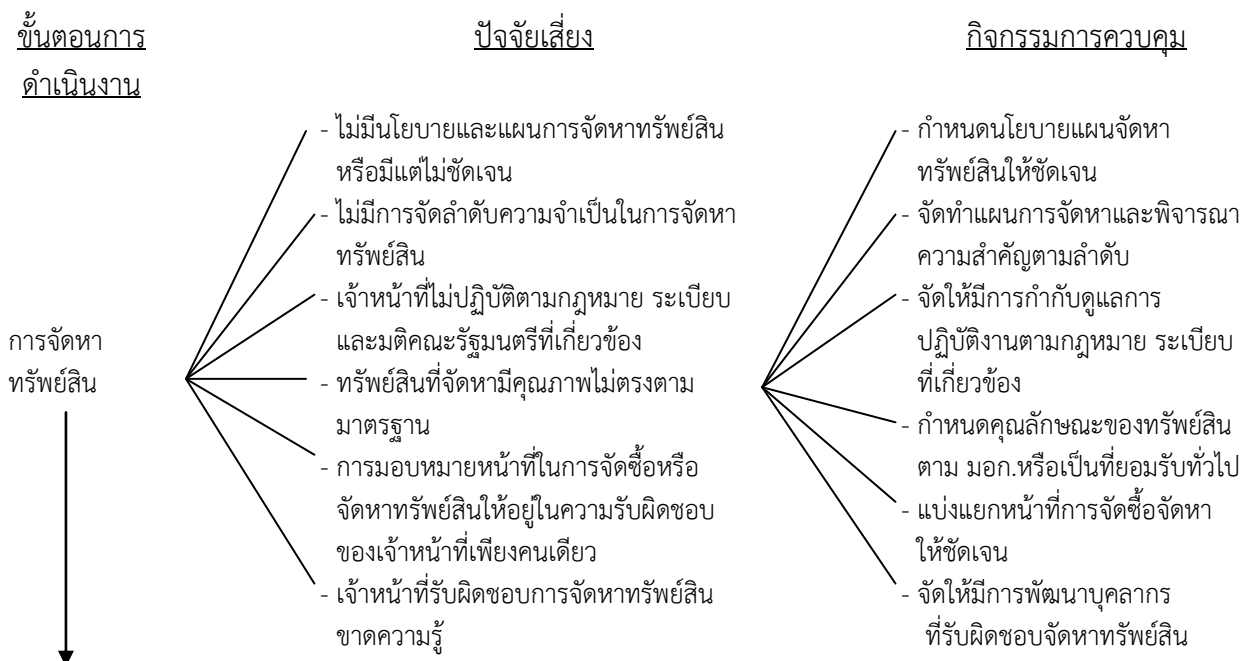 ขั้นตอนการ
ดำเนินงาน
ปัจจัยเสี่ยง
กิจกรรมการควบคุม
การจัดหา
ทรัพย์สิน
- ไม่มีนโยบายและแผนการจัดหาทรัพย์สิน
หรือมีแต่ไม่ชัดเจน
- ไม่มีการจัดลำดับความจำเป็นในการจัดหา
ทรัพย์สิน
- เจ้าหน้าที่ไม่ปฏิบัติตามกฎหมาย ระเบียบ
และมติคณะรัฐมนตรีที่เกี่ยวข้อง
- ทรัพย์สินที่จัดหามีคุณภาพไม่ตรงตาม
มาตรฐาน
- การมอบหมายหน้าที่ในการจัดซื้อหรือ
จัดหาทรัพย์สินให้อยู่ในความรับผิดชอบ
ของเจ้าหน้าที่เพียงคนเดียว
- เจ้าหน้าที่รับผิดชอบการจัดหาทรัพย์สิน
ขาดความรู้
- กำหนดนโยบายแผนจัดหา
ทรัพย์สินให้ชัดเจน
- จัดทำแผนการจัดหาและพิจารณา
ความสำคัญตามลำดับ
- จัดให้มีการกำกับดูแลการ
ปฏิบัติงานตามกฎหมาย ระเบียบ
ที่เกี่ยวข้อง
- กำหนดคุณลักษณะของทรัพย์สิน
ตาม มอก.หรือเป็นที่ยอมรับทั่วไป
- แบ่งแยกหน้าที่การจัดซื้อจัดหา
ให้ชัดเจน
- จัดให้มีการพัฒนาบุคลากร
ที่รับผิดชอบจัดหาทรัพย์สิน